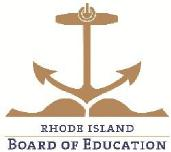 RHODE ISLAND
BOARD OF EDUCATION